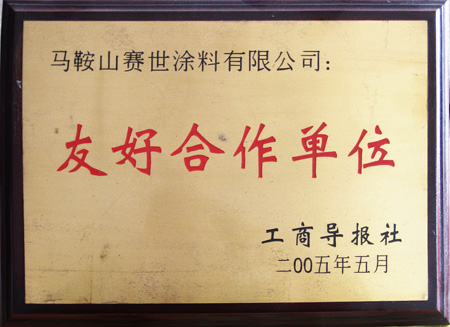 马鞍山赛世涂料有限公司：
友好合作单位
工商导报社
二00五年五月